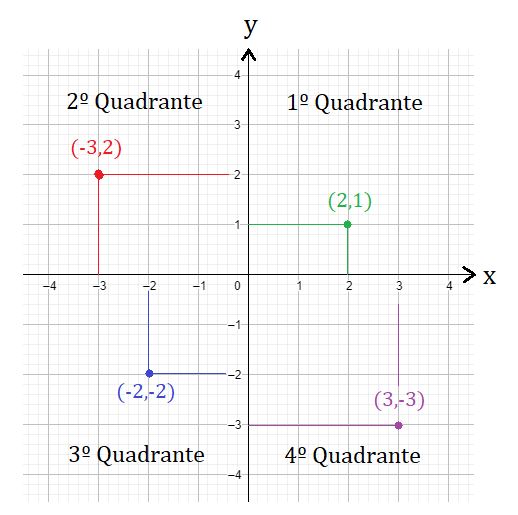 y
4
2º Quadrante 1º Quadrante
3
(-3,2)
2
(2,1)
1
x
−4 −3 −2 −1 0 1 2 3 4
−1
−2
(-2,-2)
(3,-3)
−3
3º Quadrante 4º Quadrante
−4